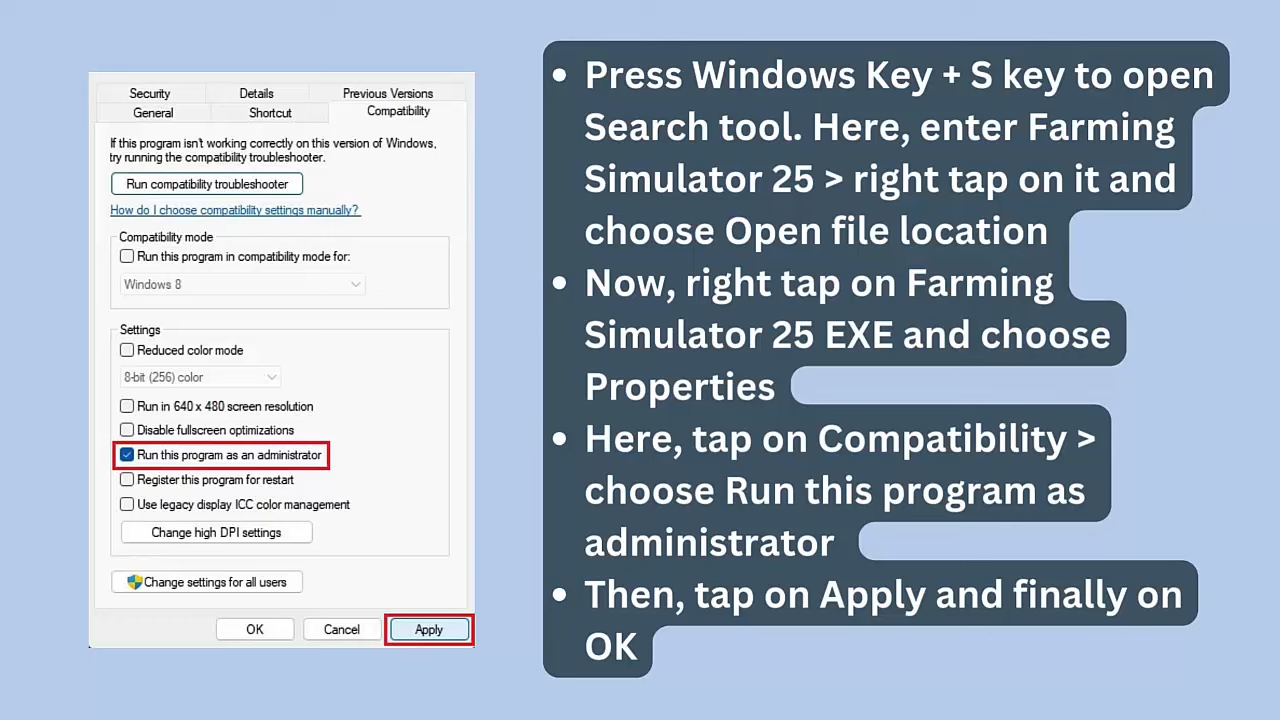 Security Details Previous Versions
General Shortcut Compatibility
If this program isn't working correctly on this version of Windows,
try running the compatibility troubleshooter.
Run compatibility troubleshooter
How do I choose compatibility settings manually?
Compatibility mode
Run this program in compatibility mode for:
Windows 8
Settings
Reduced color mode
8-bit (256) color
Run in 640 x 480 screen resolution
Disable fullscreen optimizations
Run this program as an administrator
Register this program for restart
Use legacy display ICC color management
Change high DPI settings
Change settings for all users
OK Cancel Apply
• Press Windows Key + S key to open
Search tool. Here, enter Farming
Simulator 25 > right tap on it and
choose Open file location
• Now, right tap on Farming
Simulator 25 EXE and choose
Properties
• Here, tap on Compatibility >
choose Run this program as
administrator
• Then, tap on Apply and finally on
OK